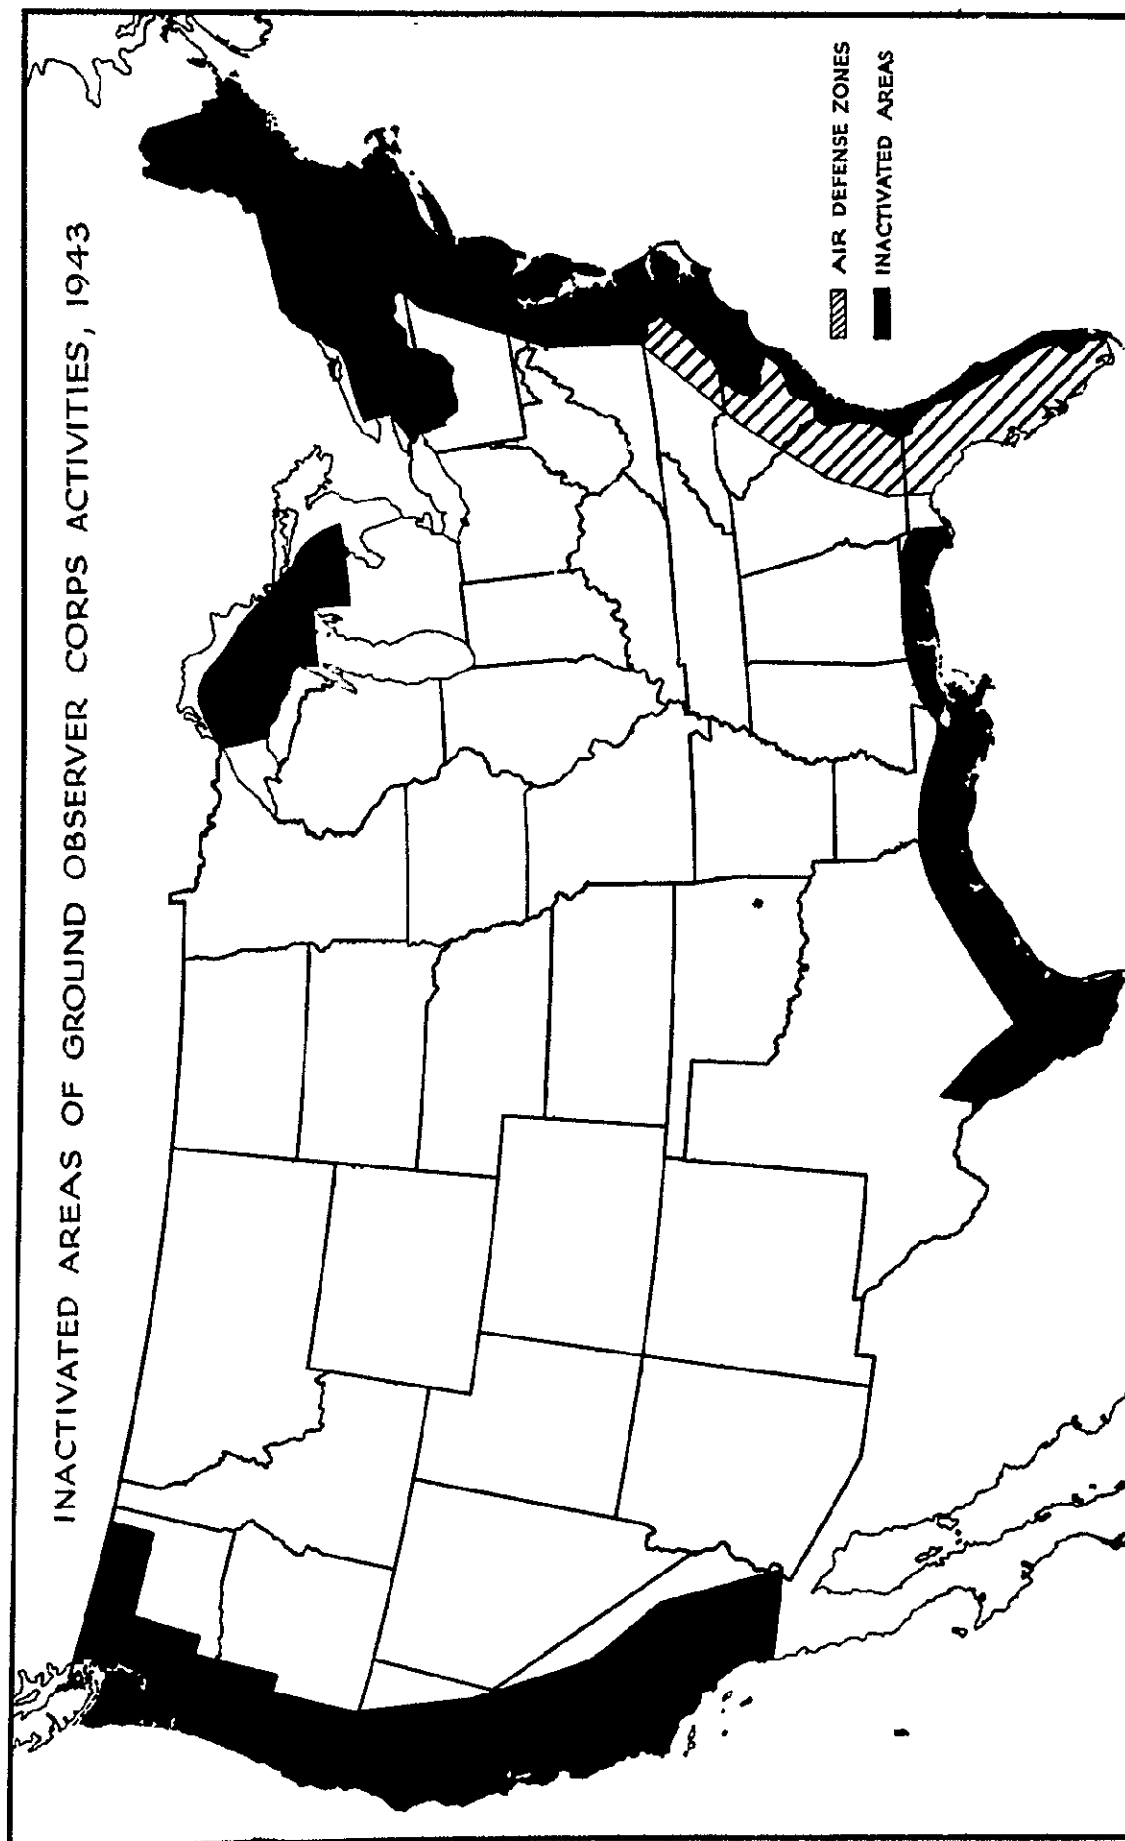 INACTIVATED AREAS OF GROUND OBSERVER CORPS ACTIVITIES, 1943
AIR DEFENSE ZONES
INACTIVATED AREAS